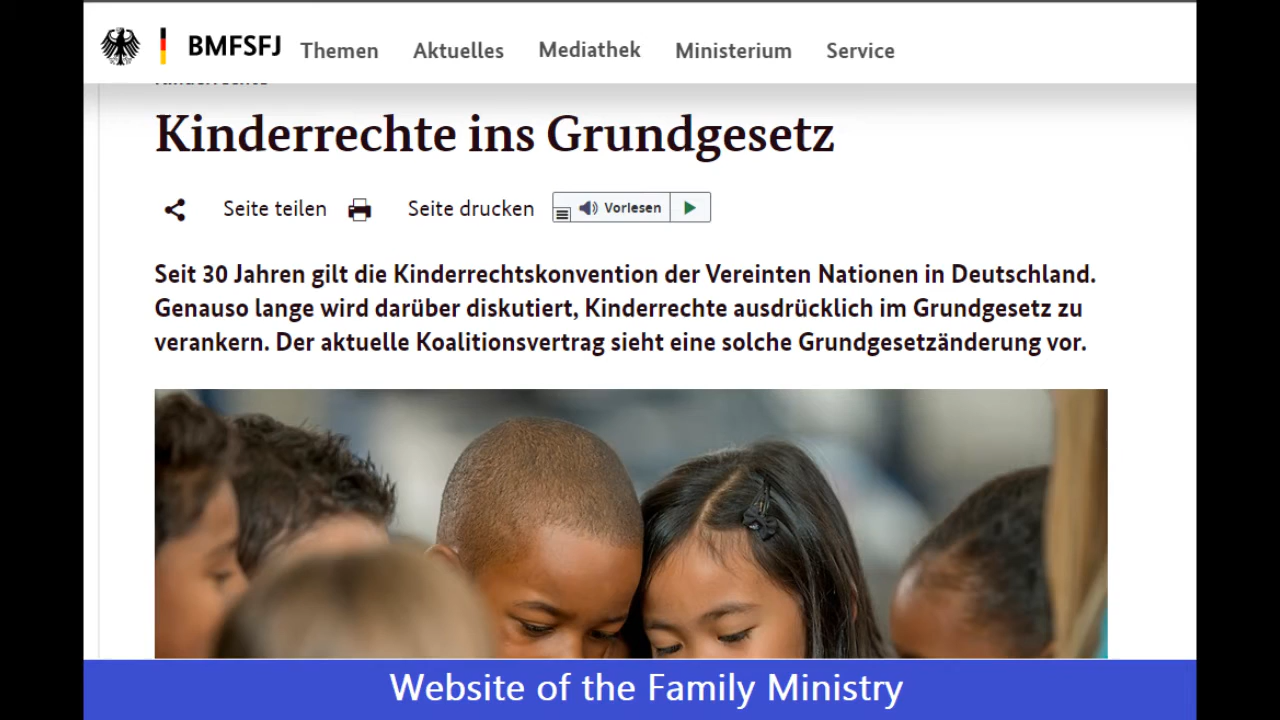 BMFSFJ Themen Aktuelles Mediathek Ministerium Service
Kinderrechte ins Grundgesetz
Seite teilen Seite drucken Vorlesen
Seit 30 Jahren gilt die Kinderrechtskonvention der Vereinten Nationen in Deutschland.
Genauso lange wird darüber diskutiert, Kinderrechte ausdrücklich im Grundgesetz zu
verankern. Der aktuelle Koalitionsvertrag sieht eine solche Grundgesetzänderung vor.
Website of the Family Ministry